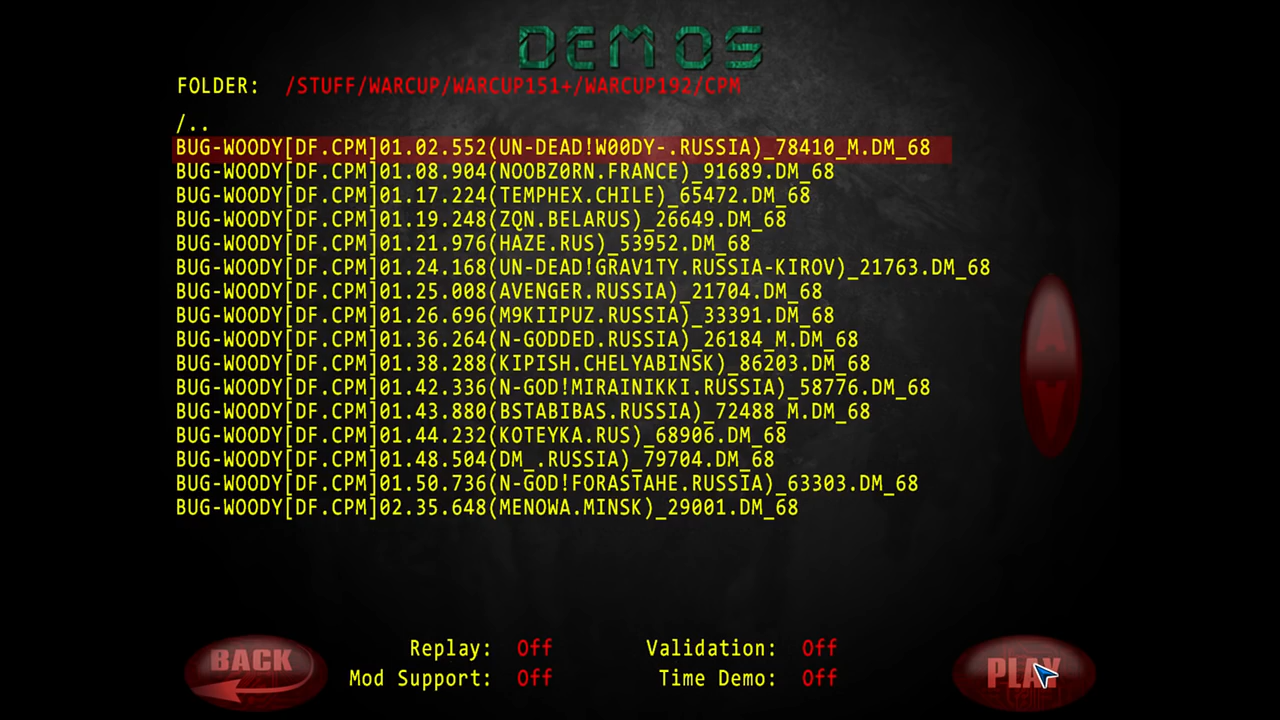 DEMOS
FOLDER: /STUFF/WARCUP/WARCUP151+/WARCUP192/CPM
/..
BUG-WOODY[DF.CPM]01.02.552(UN-DEAD!W00DY-.RUSSIA)_78410_M.DM_68
BUG-WOODY[DF.CPM]01.08.904(NOOBZ0RN.FRANCE)_91689.DM_68
BUG-WOODY[DF.CPM]01.17.224(TEMPHEX.CHILE)_65472.DM_68
BUG-WOODY[DF.CPM]01.19.248(ZQN.BELARUS)_26649.DM_68
BUG-WOODY[DF.CPM]01.21.976(HAZE.RUS)_53952.DM_68
BUG-WOODY[DF.CPM]01.24.168(UN-DEAD!GRAV1TY.RUSSIA-KIROV)_21763.DM_68
BUG-WOODY[DF.CPM]01.25.008(AVENGER.RUSSIA)_21704.DM_68
BUG-WOODY[DF.CPM]01.26.696(M9KIIPUZ.RUSSIA)_33391.DM_68
BUG-WOODY[DF.CPM]01.36.264(N-GODDED.RUSSIA)_26184_M.DM_68
BUG-WOODY[DF.CPM]01.38.288(KIPISH.CHELYABINSK)_86203.DM_68
BUG-WOODY[DF.CPM]01.42.336(N-GOD!MIRAINIKKI.RUSSIA)_58776.DM_68
BUG-WOODY[DF.CPM]01.43.880(BSTABIBAS.RUSSIA)_72488_M.DM_68
BUG-WOODY[DF.CPM]01.44.232(KOTEYKA.RUS)_68906.DM_68
BUG-WOODY[DF.CPM]01.48.504(DM_.RUSSIA)_79704.DM_68
BUG-WOODY[DF.CPM]01.50.736(N-GOD!FORASTAHE.RUSSIA)_63303.DM_68
BUG-WOODY[DF.CPM]02.35.648(MENOWA.MINSK)_29001.DM_68
Replay: Off Validation: Off
BACK
Mod Support: Off Time Demo: Off
PLAY